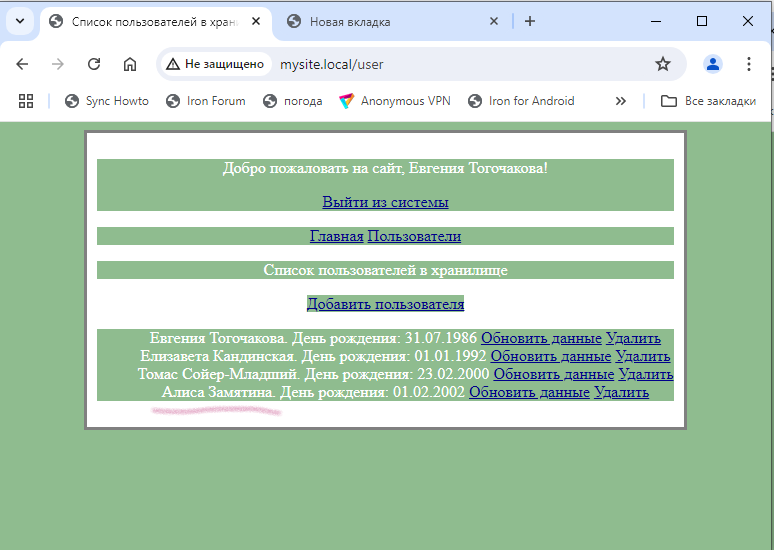 Список пользователей в храни
Новая вкладка
Не защищено mysite.local/user
Sync Howto Iron Forum погода Anonymous VPN Iron for Android Все закладки
Добро пожаловать на сайт, Евгения Тогочакова!
Выйти из системы
Главная Пользователи
Список пользователей в хранилище
Добавить пользователя
Евгения Тогочакова. День рождения: 31.07.1986 Обновить данные Удалить
Елизавета Кандинская. День рождения: 01.01.1992 Обновить данные Удалить
Томас Сойер-Младший. День рождения: 23.02.2000 Обновить данные Удалить
Алиса Замятина. День рождения: 01.02.2002 Обновить данные Удалить